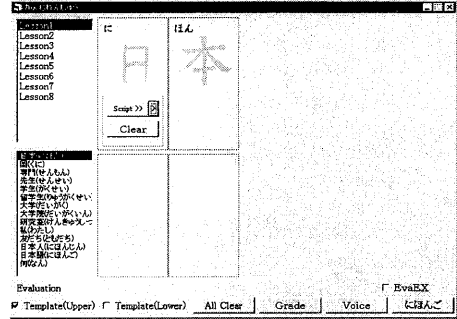 Lesson1
Lesson2
Lesson3
Lesson4
Lesson5
Lesson6
Lesson7
Lesson8
に
ほん
日
本
Script >>
Clear
国(くに)
専門(せんもん)
先生(せんせい)
学生(がくせい)
留学生(りゅうがくせい)
大学(だいがく)
大学院(だいがくいん)
研究室(けんきゅうしつ
私(わたし)
友だち(ともだち)
日本人(にほんじん)
日本語(にほんご)
何(なん)
Evaluation
EvaEX
Template(Upper)
Template(Lower)
All Clear
Grade
Voice
にほんご